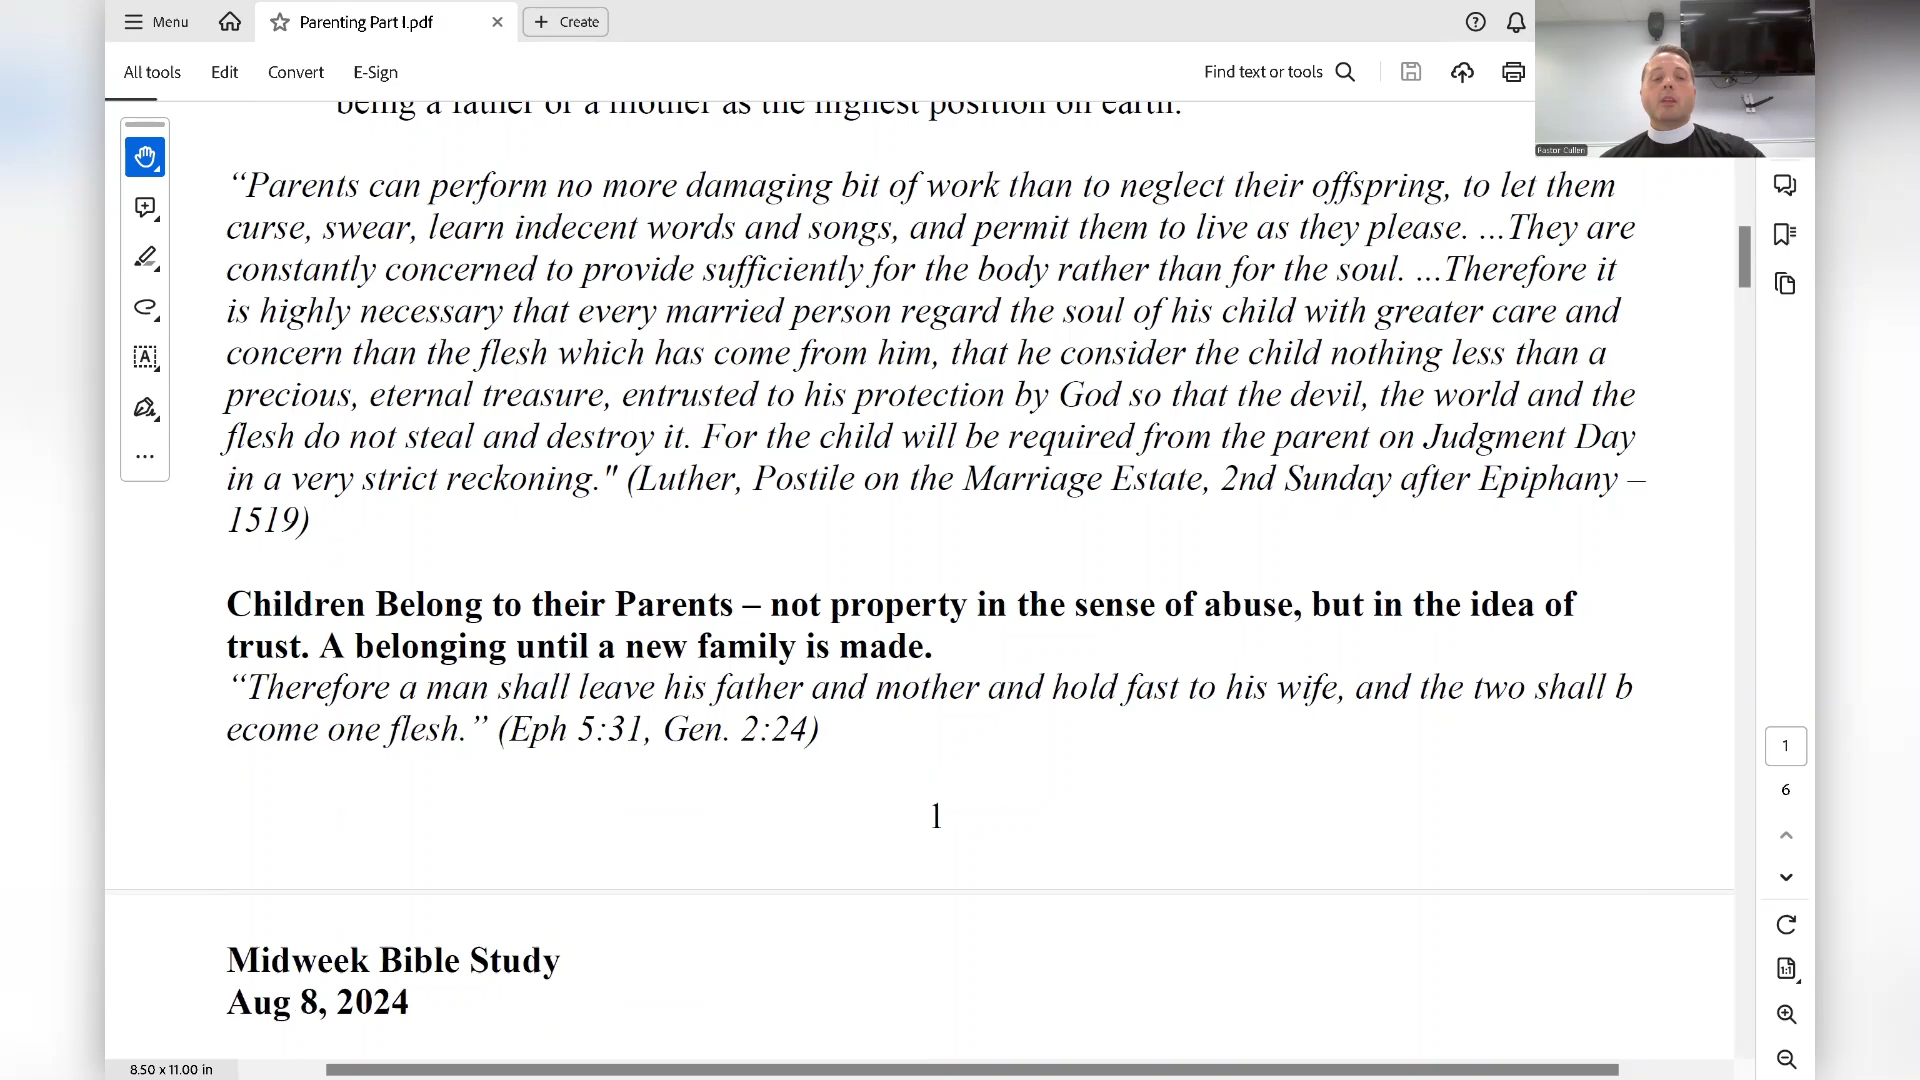 Menu
Parenting Part I.pdf
Create
All tools
Edit
Convert
E-Sign
Find text or tools
Pastor Cullen
being a father or a mother as the highest position on earth.
“Parents can perform no more damaging bit of work than to neglect their offspring, to let them
curse, swear, learn indecent words and songs, and permit them to live as they please. ...They are
constantly concerned to provide sufficiently for the body rather than for the soul. ...Therefore it
is highly necessary that every married person regard the soul of his child with greater care and
concern than the flesh which has come from him, that he consider the child nothing less than a
precious, eternal treasure, entrusted to his protection by God so that the devil, the world and the
flesh do not steal and destroy it. For the child will be required from the parent on Judgment Day
in a very strict reckoning." (Luther, Postile on the Marriage Estate, 2nd Sunday after Epiphany –
1519)
Children Belong to their Parents – not property in the sense of abuse, but in the idea of
trust. A belonging until a new family is made.
“Therefore a man shall leave his father and mother and hold fast to his wife, and the two shall b
ecome one flesh.” (Eph 5:31, Gen. 2:24)
1
Midweek Bible Study
Aug 8, 2024
1
6
8.50 x 11.00 in